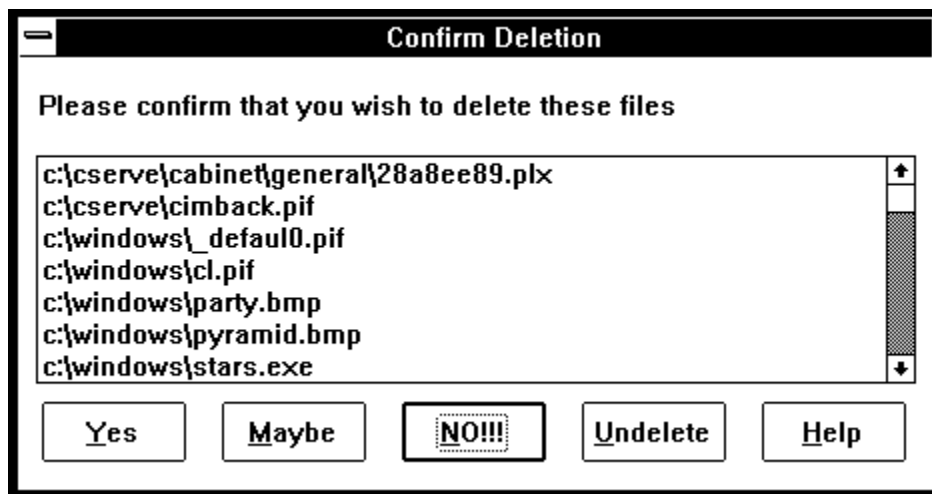 Confirm Deletion
Please confirm that you wish to delete these files
c:\cserve\cabinet\general\28a8ee89.plx
c:\cserve\cimback.pif
c:\windows\_defaul0.pif
c:\windows\cl.pif
c:\windows\party.bmp
c:\windows\pyramid.bmp
c:\windows\stars.exe
Yes Maybe NO!!! Undelete Help